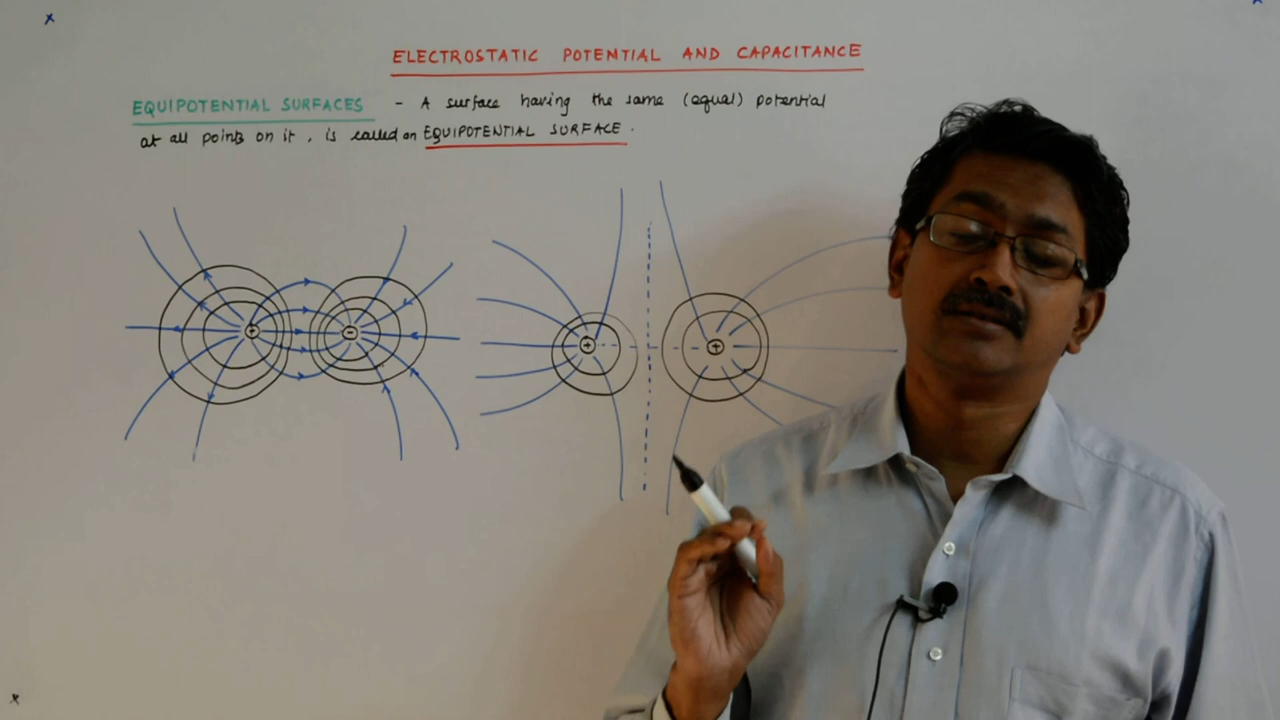 ELECTROSTATIC POTENTIAL AND CAPACITANCE
EQUIPOTENTIAL SURFACES - A surface having the same (equal) potential
at all points on it, is called an EQUIPOTENTIAL SURFACE.
+ - + +